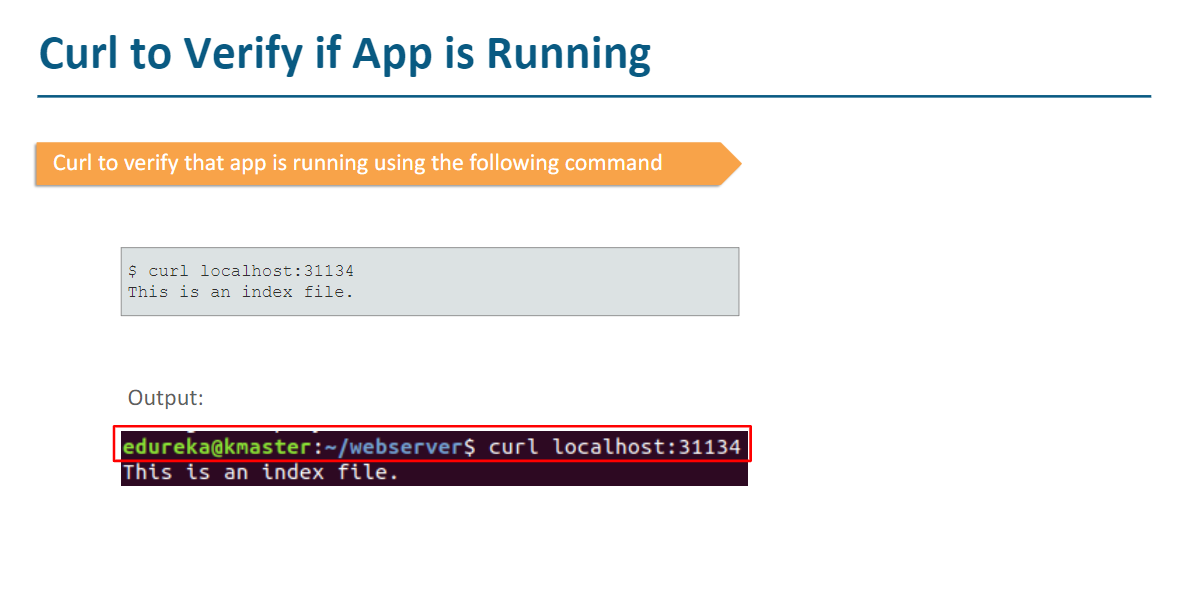 Curl to Verify if App is Running
Curl to verify that app is running using the following command
$ curl localhost:31134
This is an index file.
Output:
edureka@kmaster:~/webserver$ curl localhost:31134
This is an index file.